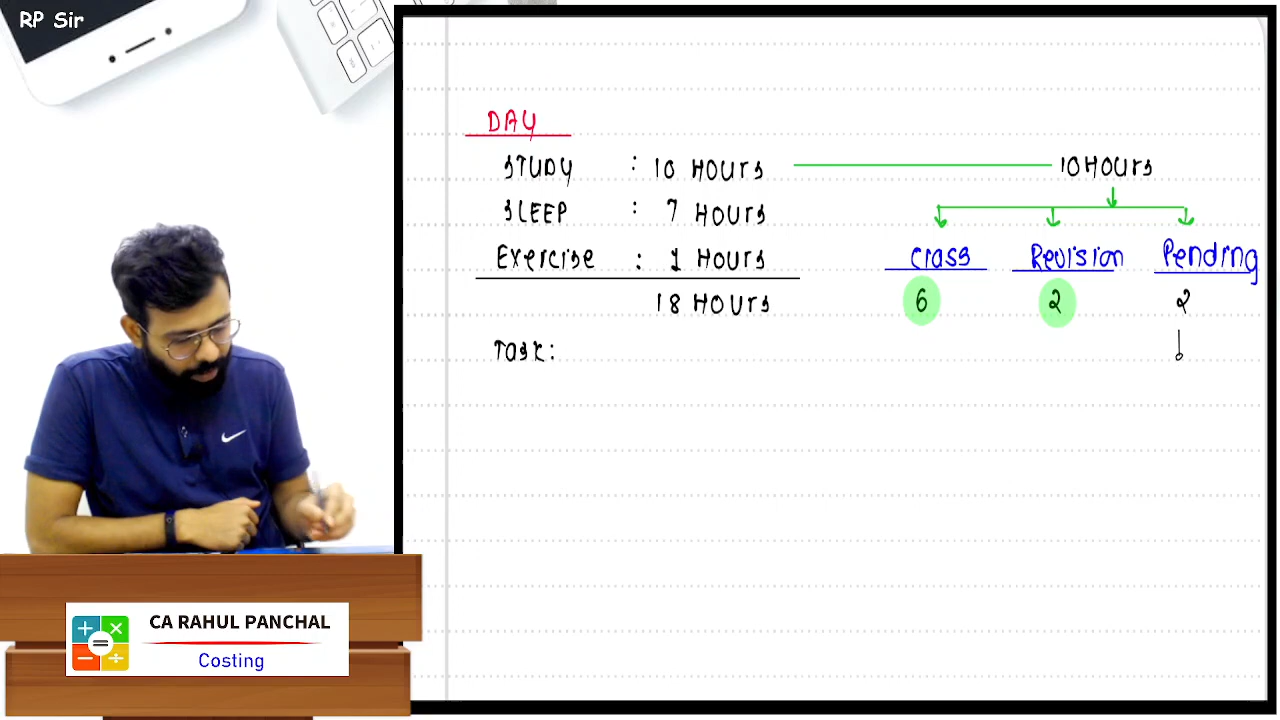 RP Sir
DAY
STUDY : 10 HOURS 10 HOURS
SLEEP : 7 HOURS
Exercise : 1 HOURS Class Revision Pending
18 HOURS 6 2 2
Task:
CA RAHUL PANCHAL
Costing